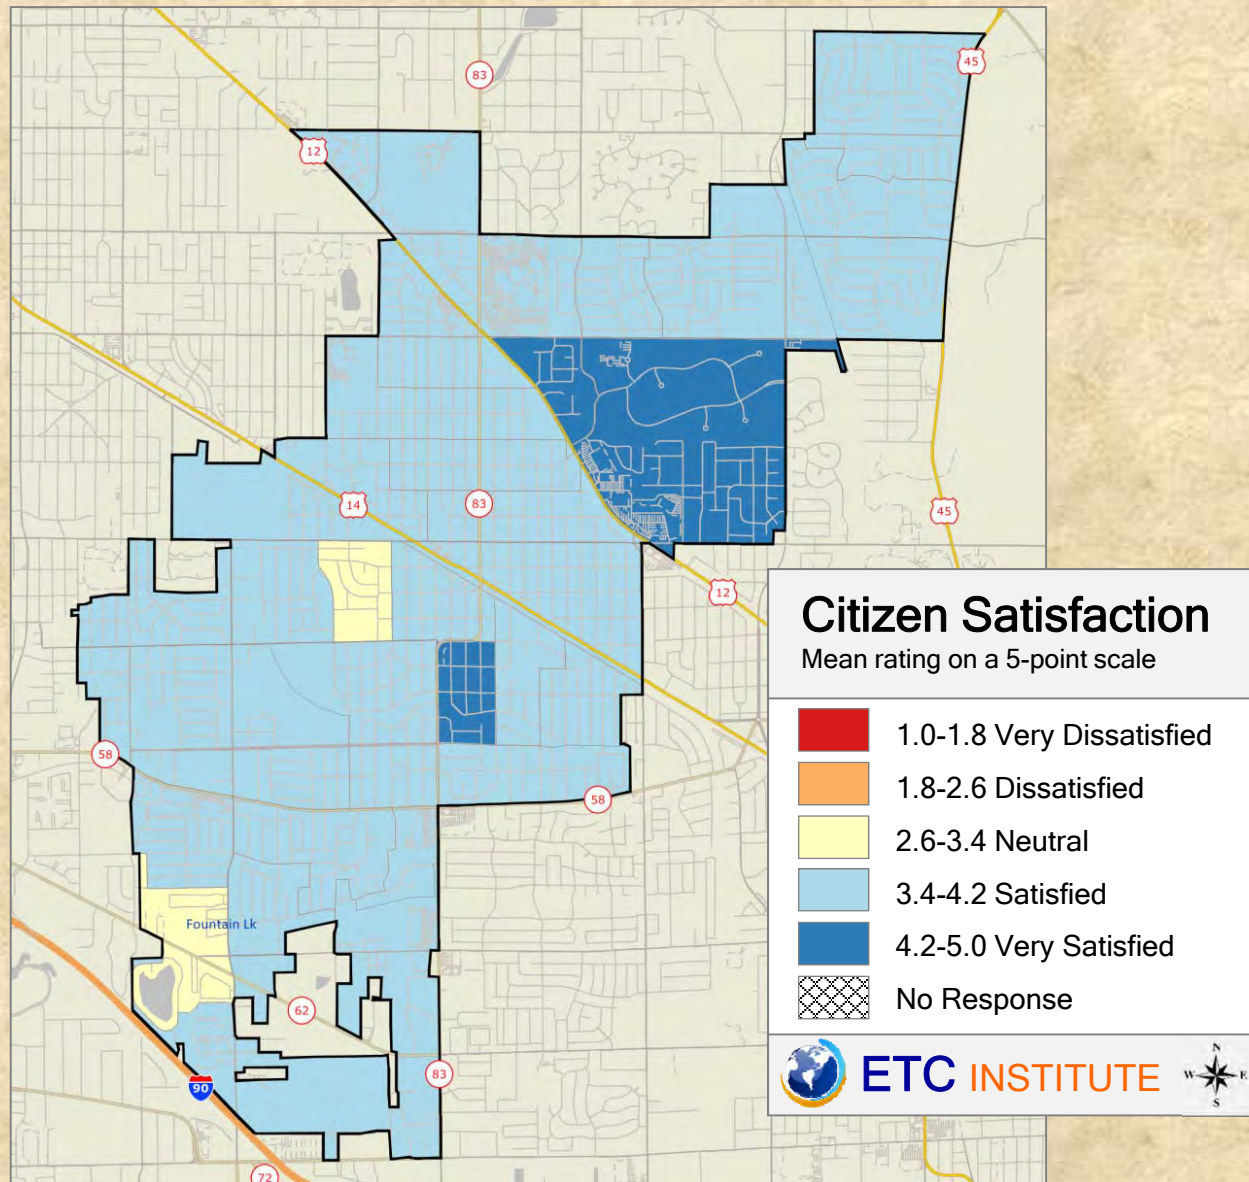 83
45
12
14
83
45
12
58
58
Fountain Lk
62
83
90
72
Citizen Satisfaction
Mean rating on a 5-point scale
1.0-1.8 Very Dissatisfied
1.8-2.6 Dissatisfied
2.6-3.4 Neutral
3.4-4.2 Satisfied
4.2-5.0 Very Satisfied
No Response
ETC INSTITUTE
N
W E
S